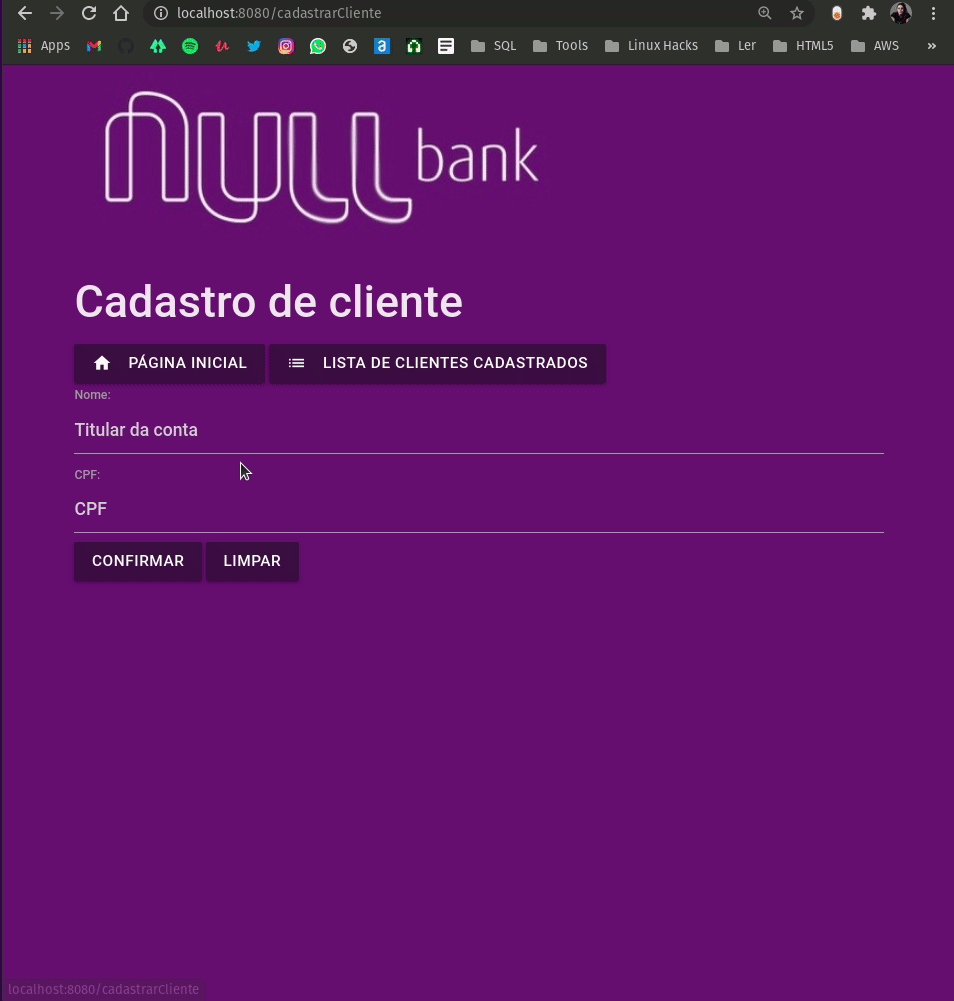 localhost:8080/cadastrarCliente
Apps SQL Tools Linux Hacks Ler HTML5 AWS »
NULL bank
Cadastro de cliente
PÁGINA INICIAL LISTA DE CLIENTES CADASTRADOS
Nome:
Titular da conta
CPF:
CPF
CONFIRMAR LIMPAR
localhost:8080/cadastrarCliente